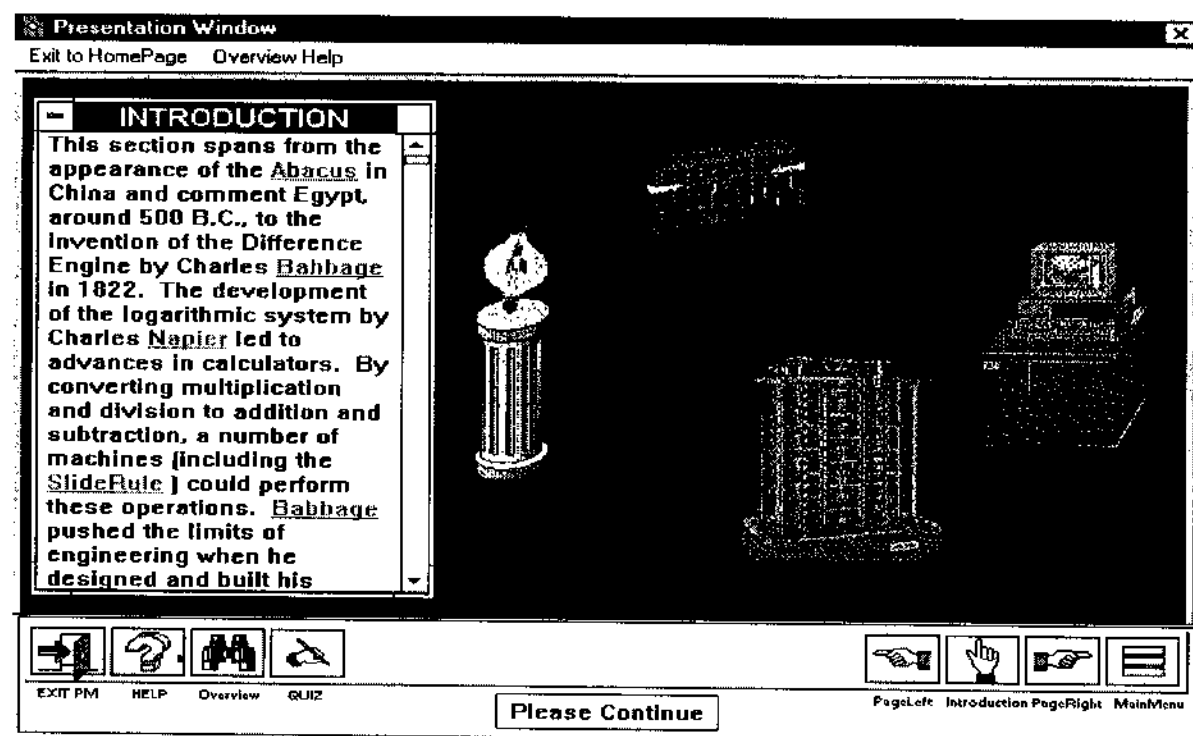 Presentation Window
Exit to HomePage Overview Help
INTRODUCTION
This section spans from the
appearance of the Abacus in
China and comment Egypt,
around 500 B.C., to the
invention of the Difference
Engine by Charles Babbage
in 1822. The development
of the logarithmic system by
Charles Napier led to
advances in calculators. By
converting multiplication
and division to addition and
subtraction, a number of
machines (including the
SlideRule ) could perform
these operations. Babbage
pushed the limits of
engineering when he
designed and built his
EXIT PM HELP Overview QUIZ
PageLeft Introduction PageRight MainMenu
Please Continue